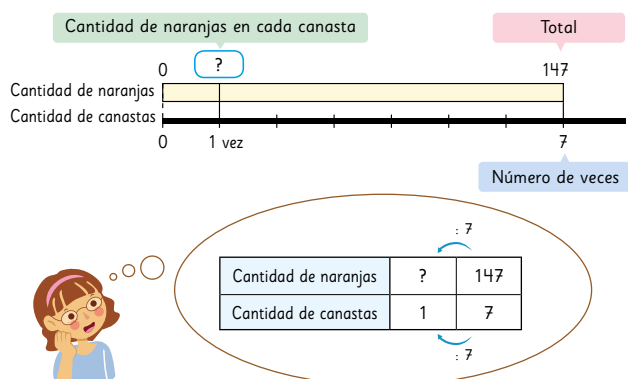 Cantidad de naranjas en cada canasta
Total
0
?
147
Cantidad de naranjas
Cantidad de canastas
0
1 vez
7
Número de veces
: 7
Cantidad de naranjas ? 147
Cantidad de canastas 1 7
: 7